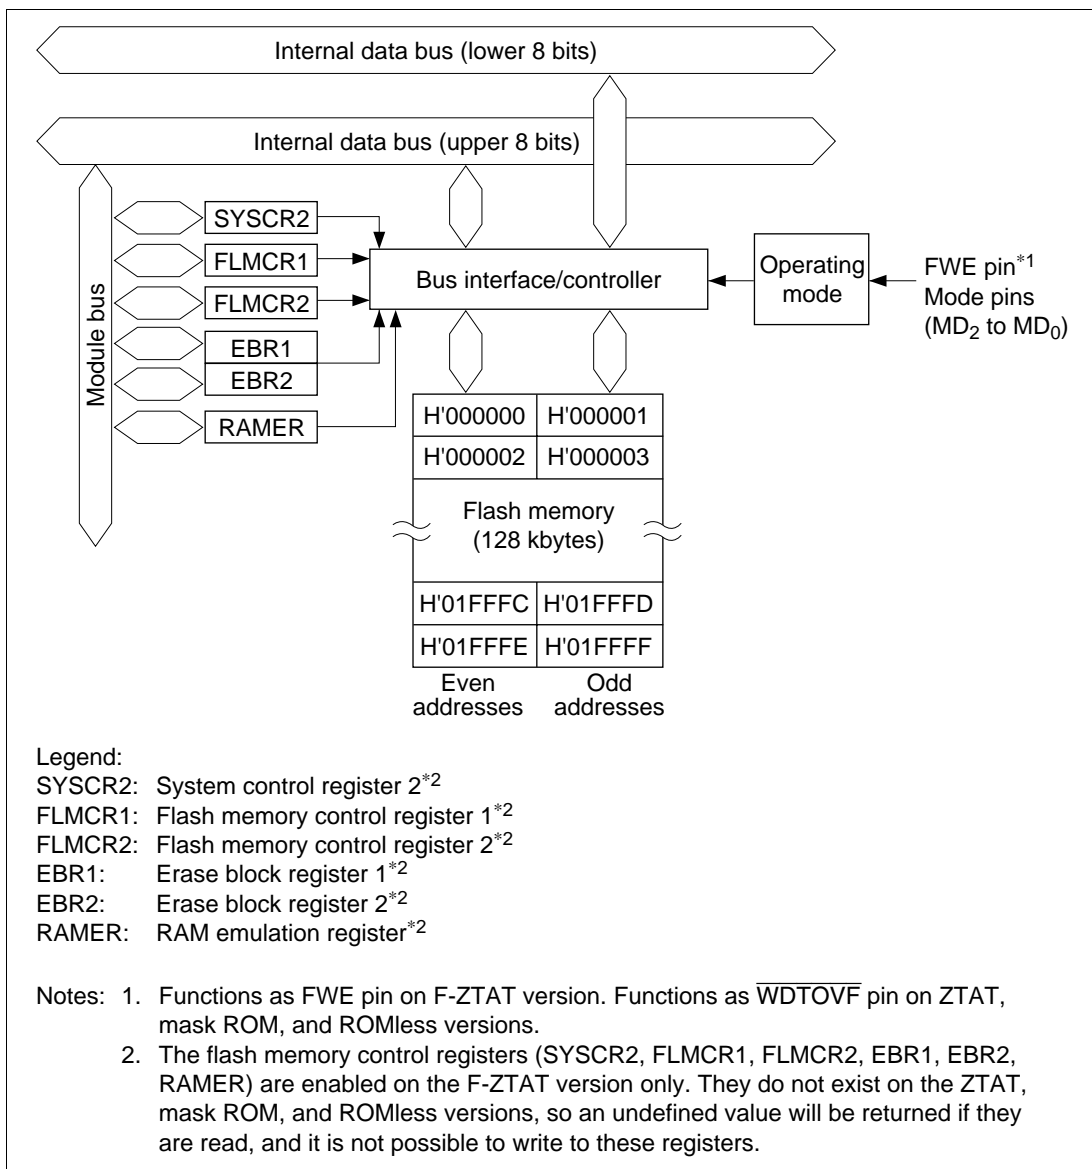 Internal data bus (lower 8 bits)
Internal data bus (upper 8 bits)
Module bus
SYSCR2
FLMCR1
FLMCR2
EBR1
EBR2
RAMER
Bus interface/controller
Operating
mode
FWE pin*1
Mode pins
(MD2 to MD0)
H'000000 H'000001
H'000002 H'000003
Flash memory
(128 kbytes)
H'01FFFC H'01FFFD
H'01FFFE H'01FFFF
Even
addresses
Odd
addresses
Legend:
SYSCR2: System control register 2*2
FLMCR1: Flash memory control register 1*2
FLMCR2: Flash memory control register 2*2
EBR1: Erase block register 1*2
EBR2: Erase block register 2*2
RAMER: RAM emulation register*2
Notes: 1. Functions as FWE pin on F-ZTAT version. Functions as WDTOVF pin on ZTAT,
mask ROM, and ROMless versions.
2. The flash memory control registers (SYSCR2, FLMCR1, FLMCR2, EBR1, EBR2,
RAMER) are enabled on the F-ZTAT version only. They do not exist on the ZTAT,
mask ROM, and ROMless versions, so an undefined value will be returned if they
are read, and it is not possible to write to these registers.